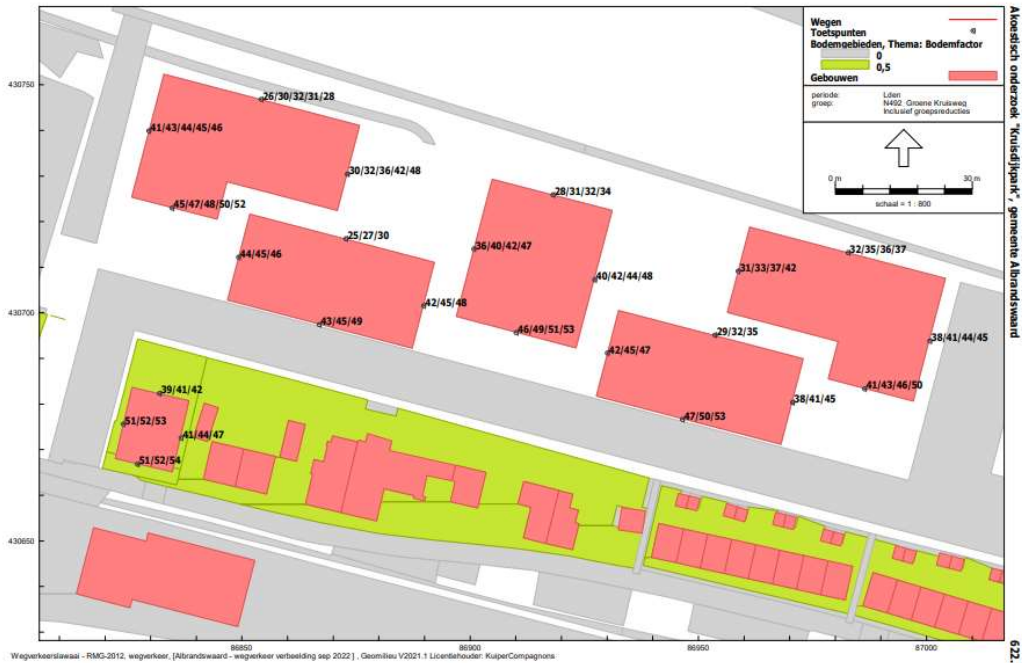 Akoestisch onderzoek "Kruisdijkpark", gemeente Albrandswaard
622.
Wegen
Toetspunten
Bodemgebieden, Thema: Bodemfactor
0
0,5
Gebouwen
periode: Lden
groep: N492 Groene Kruisweg
Inclusief groepsreducties
0 m 30 m
schaal = 1 : 800
430750
26/30/32/31/28
41/43/44/45/46
30/32/36/42/48
45/47/48/50/52
28/31/32/34
25/27/30
36/40/42/47
32/35/36/37
44/45/46
31/33/37/42
40/42/44/48
42/45/48
430700
43/45/49
46/49/51/53
29/32/35
38/41/44/45
42/45/47
41/43/46/50
39/41/42
38/41/45
47/50/53
51/52/53
41/44/47
51/52/54
430650
86850 86900 86950 87000
Wegverkeerslawaai - RMG-2012, wegverkeer, [Albrandswaard - wegverkeer verbeelding sep 2022 ] , Geomilieu V2021.1 Licentiehouder: KuiperCompagnons